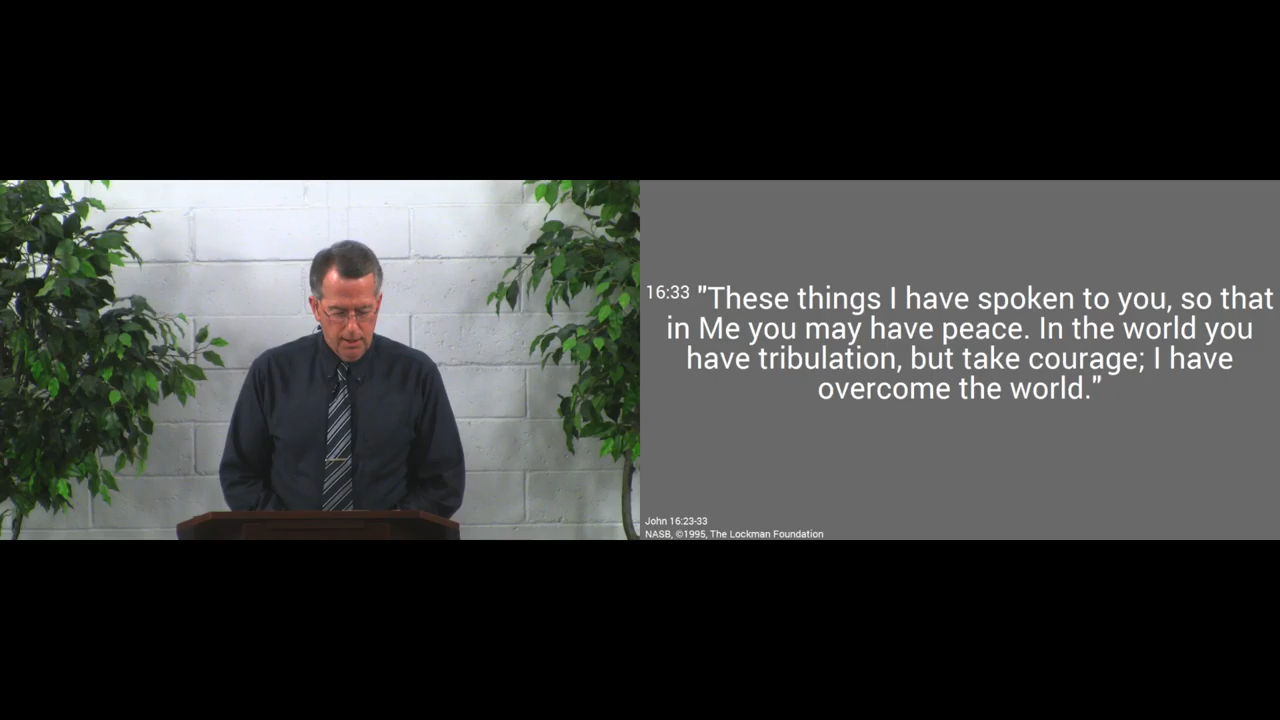 16:33 "These things I have spoken to you, so that
in Me you may have peace. In the world you
have tribulation, but take courage; I have
overcome the world."
John 16:23-33
NASB, ©1995, The Lockman Foundation